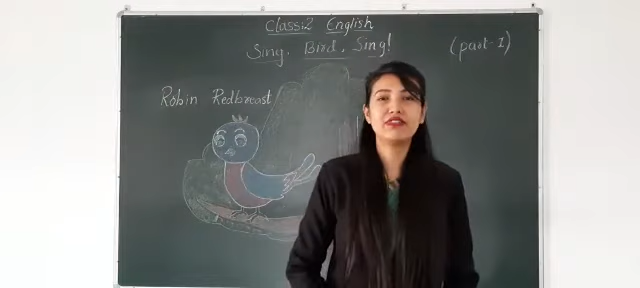 Class:2 English
Sing, Bird, Sing!
(part-1)
Robin Redbreast